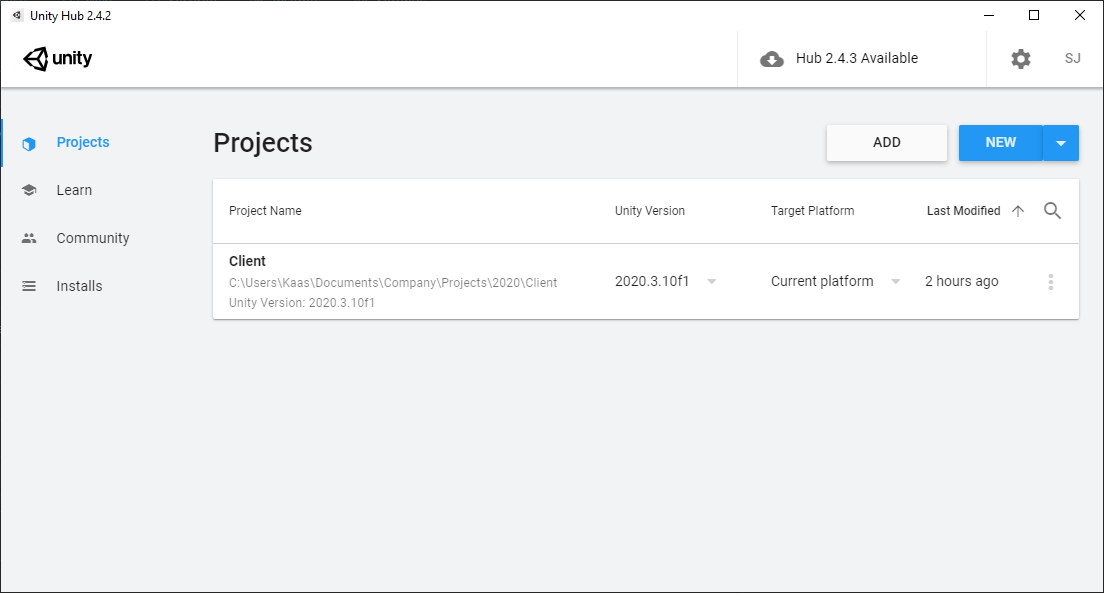 Unity Hub 2.4.2
unity
Hub 2.4.3 Available
SJ
Projects
Learn
Community
Installs
Projects
ADD
NEW
Project Name Unity Version Target Platform Last Modified
Client
C:\Users\Kaas\Documents\Company\Projects\2020\Client
Unity Version: 2020.3.10f1
2020.3.10f1 Current platform 2 hours ago